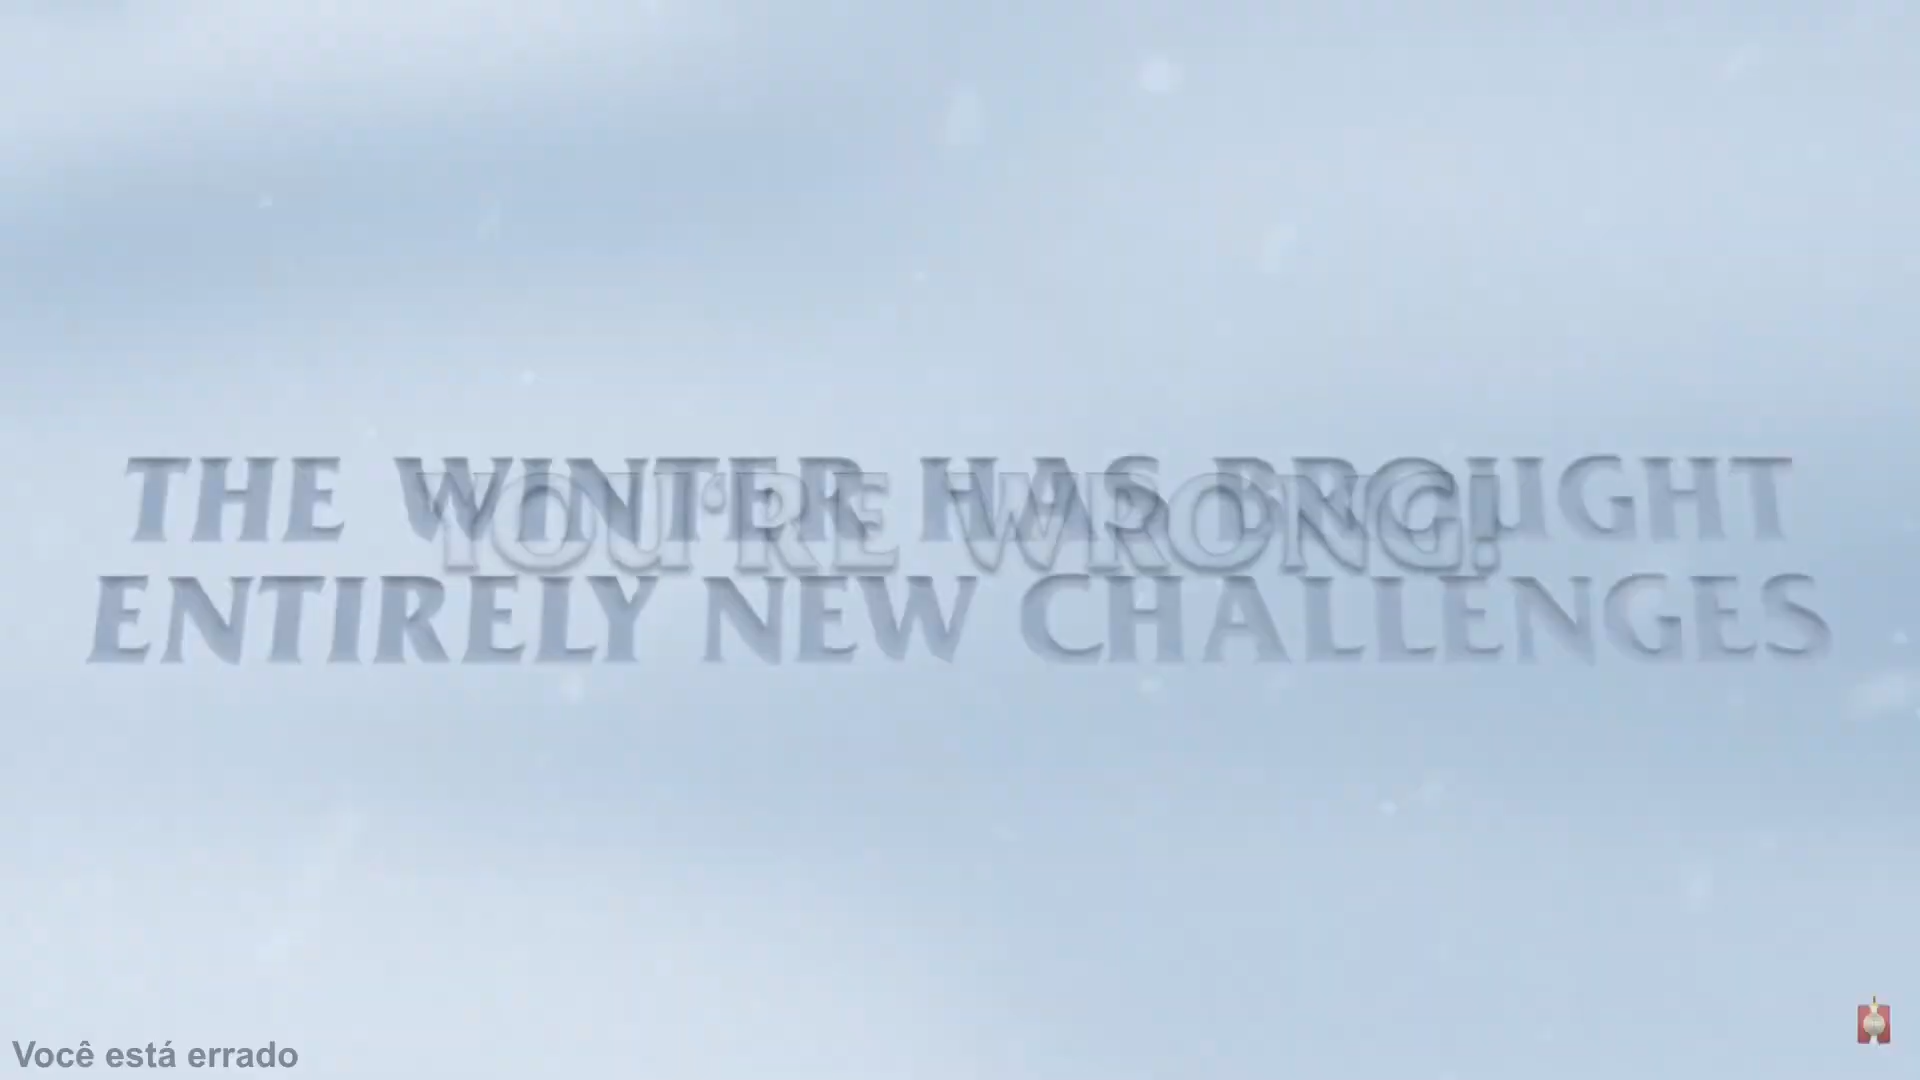 YOU'RE WRONG!
THE WINTER HAS BROUGHT
ENTIRELY NEW CHALLENGES
Você está errado